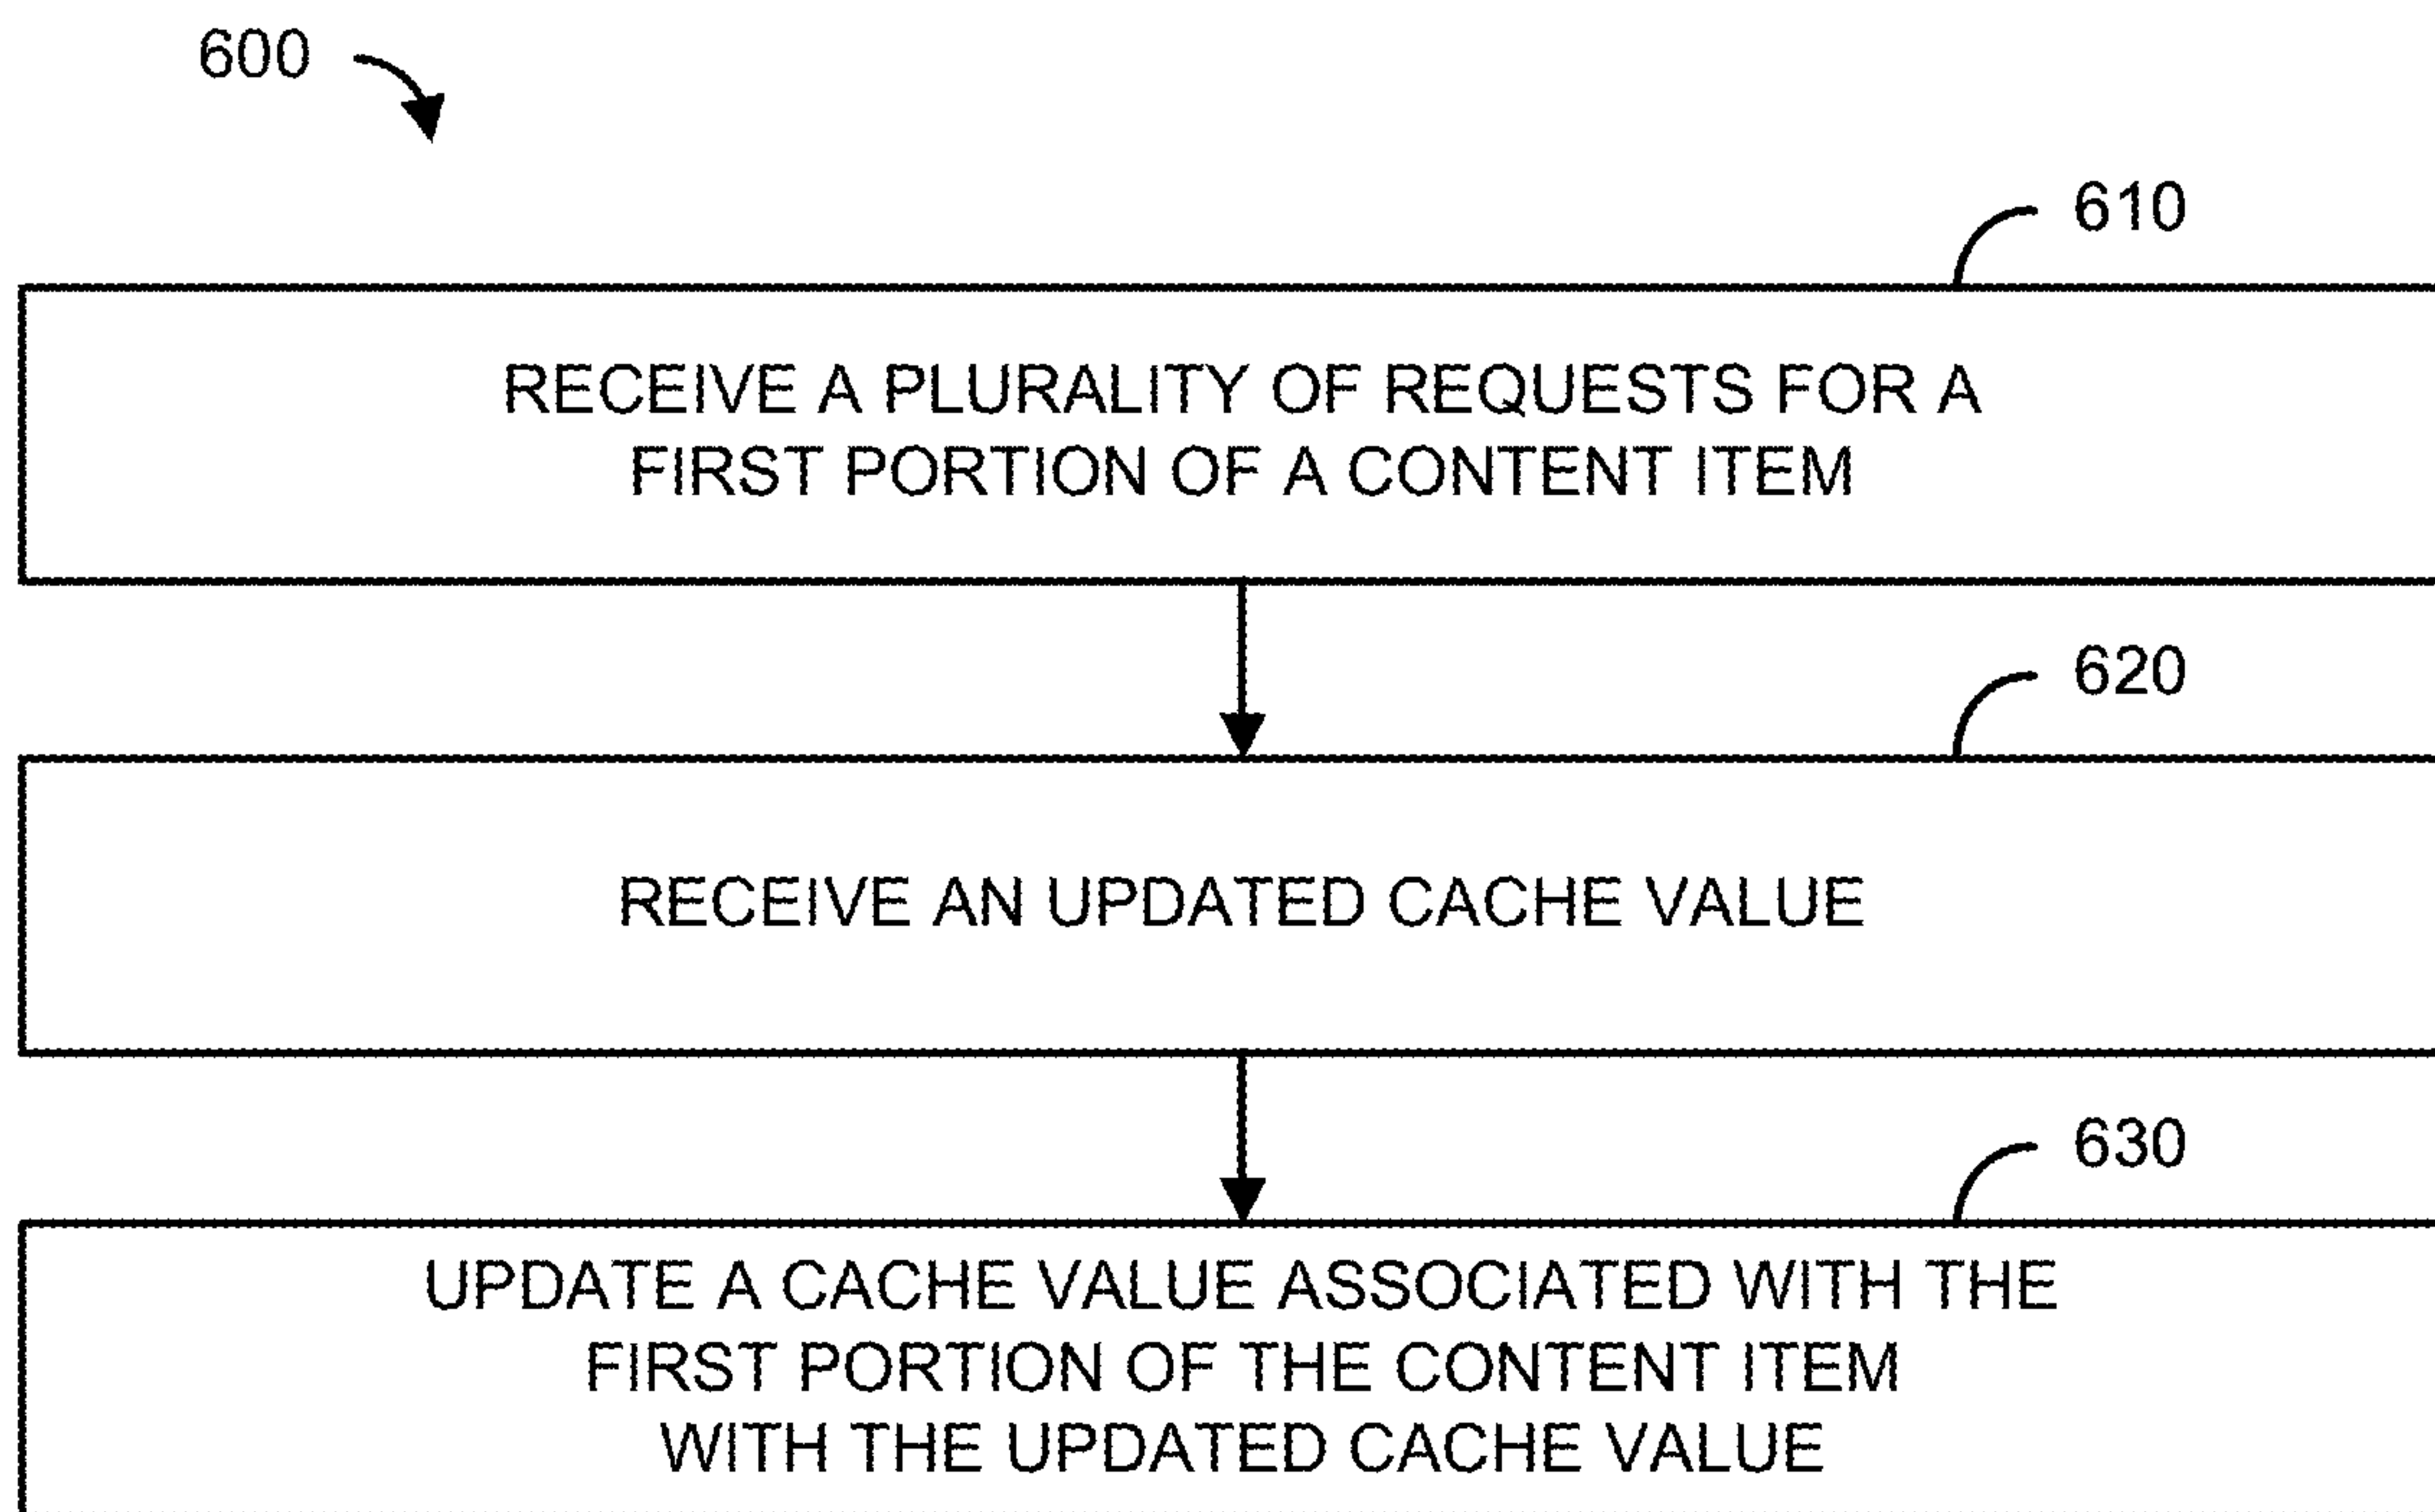 600
610
RECEIVE A PLURALITY OF REQUESTS FOR A
FIRST PORTION OF A CONTENT ITEM
620
RECEIVE AN UPDATED CACHE VALUE
630
UPDATE A CACHE VALUE ASSOCIATED WITH THE
FIRST PORTION OF THE CONTENT ITEM
WITH THE UPDATED CACHE VALUE